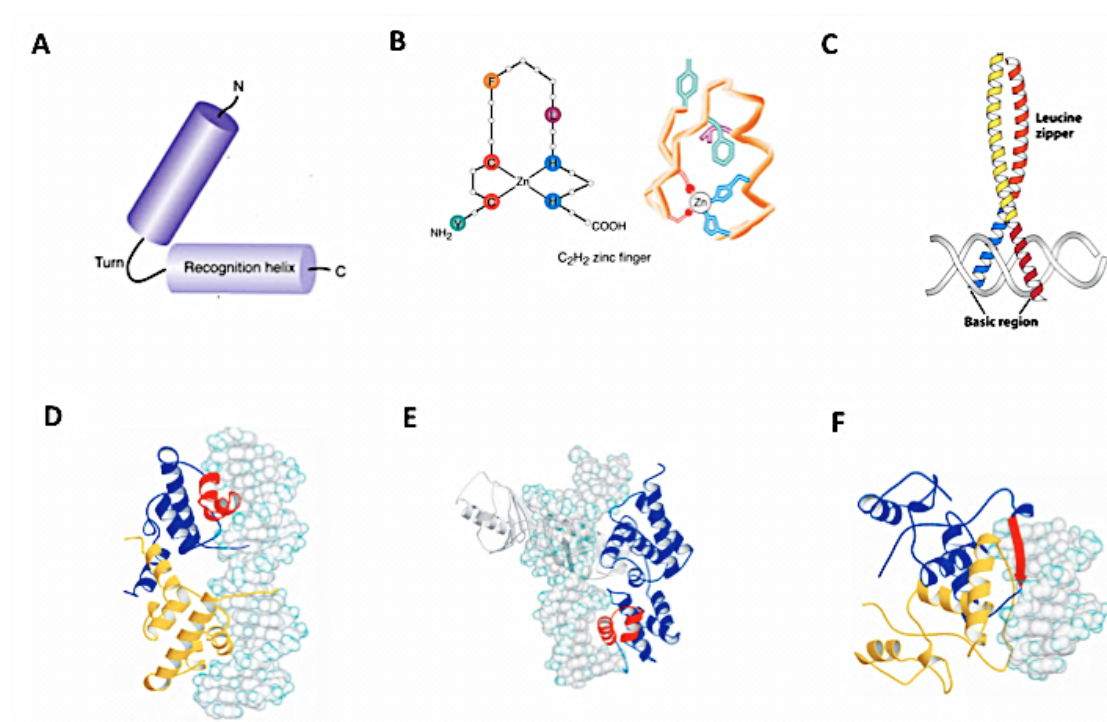 A
B
C
N
Turn
Recognition helix
C
F
L
C
H
Zn
C
H
Y
NH2
COOH
C2H2 zinc finger
Zn
Leucine
zipper
Basic region
D
E
F